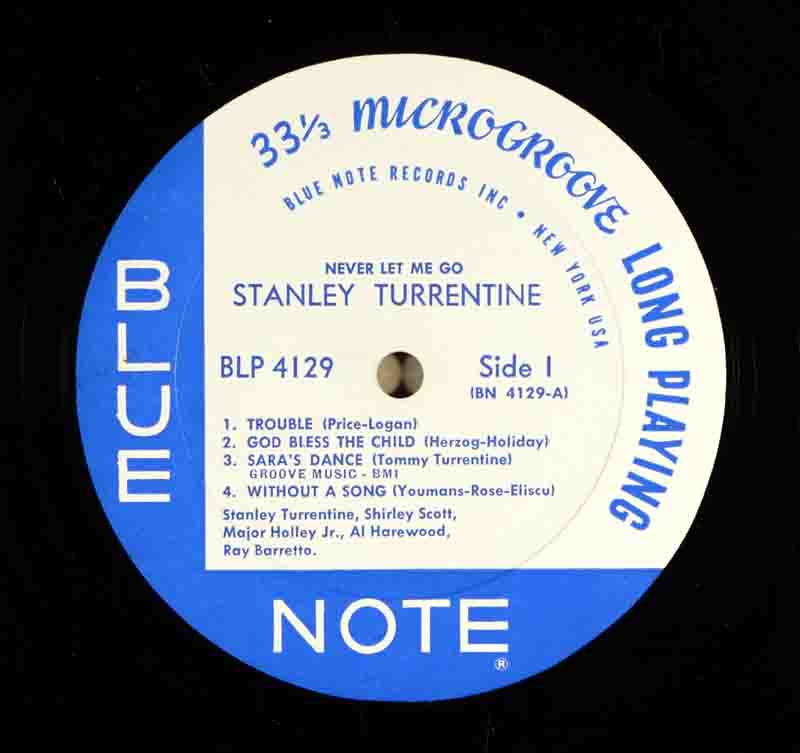 33⅓ MICROGROOVE LONG PLAYING
BLUE NOTE RECORDS INC • NEW YORK USA
NEVER LET ME GO
STANLEY TURRENTINE
BLP 4129
Side 1
(BN 4129-A)
1. TROUBLE (Price-Logan)
2. GOD BLESS THE CHILD (Herzog-Holiday)
3. SARA'S DANCE (Tommy Turrentine)
GROOVE MUSIC - BMI
4. WITHOUT A SONG (Youmans-Rose-Eliscu)
Stanley Turrentine, Shirley Scott,
Major Holley Jr., Al Harewood,
Ray Barretto.
BLUE
NOTE
®